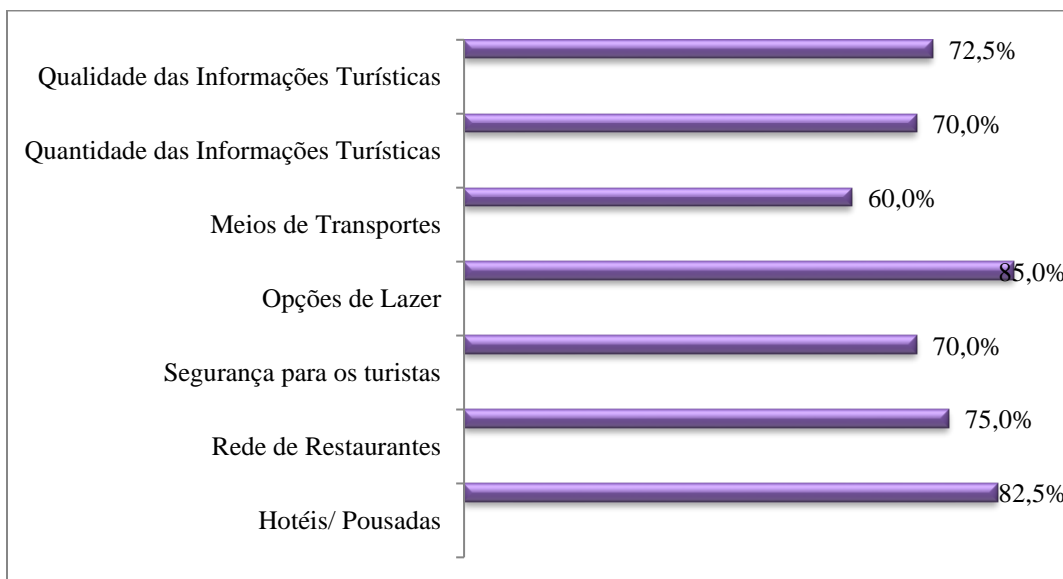 72,5%
Qualidade das Informações Turísticas
70,0%
Quantidade das Informações Turísticas
60,0%
Meios de Transportes
85,0%
Opções de Lazer
70,0%
Segurança para os turistas
75,0%
Rede de Restaurantes
82,5%
Hotéis/ Pousadas